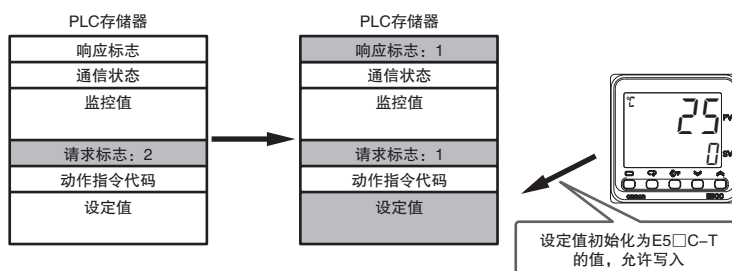 PLC存储器
响应标志
通信状态
监控值
请求标志：2
动作指令代码
设定值
PLC存储器
响应标志：1
通信状态
监控值
请求标志：1
动作指令代码
设定值
℃
25
PV
0
SV
omron
设定值初始化为E5□C-T
的值，允许写入